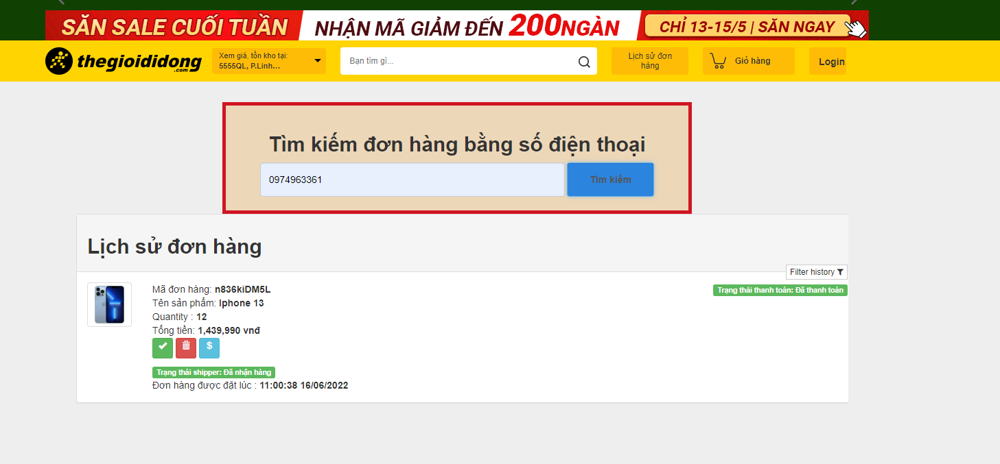 SĂN SALE CUỐI TUẦN NHẬN MÃ GIẢM ĐẾN 200NGÀN CHỈ 13-15/5 | SĂN NGAY
thegioididong
.com
Xem giá, tồn kho tại:
5555QL, P.Linh...
Bạn tìm gì...
Lịch sử đơn
hàng
Giỏ hàng
Login
Tìm kiếm đơn hàng bằng số điện thoại
0974963361
Tìm kiếm
Lịch sử đơn hàng
Filter history
Mã đơn hàng: n836kiDM5L
Trạng thái thanh toán: Đã thanh toán
Tên sản phẩm: Iphone 13
Quantity : 12
Tổng tiền: 1,439,990 vnđ
$
Trạng thái shipper: Đã nhận hàng
Đơn hàng được đặt lúc : 11:00:38 16/06/2022